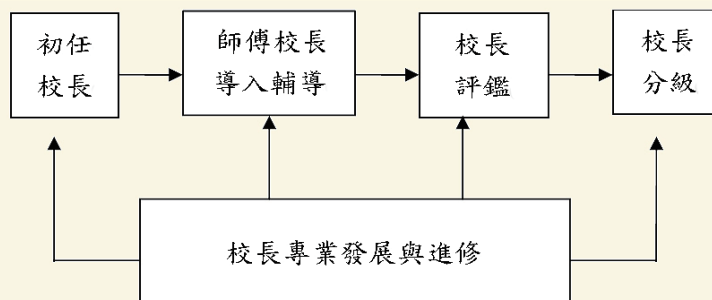 初任
校長
師傅校長
導入輔導
校長
評鑑
校長
分級
校長專業發展與進修